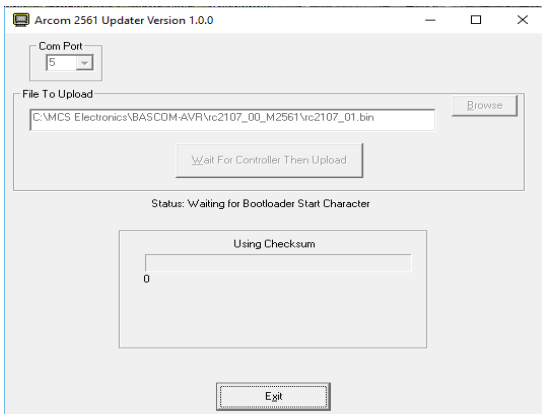 Arcom 2561 Updater Version 1.0.0
Com Port
5
File To Upload
C:\MCS Electronics\BASCOM-AVR\rc2107_00_M2561\rc2107_01.bin
Browse
Wait For Controller Then Upload
Status: Waiting for Bootloader Start Character
Using Checksum
0
Exit